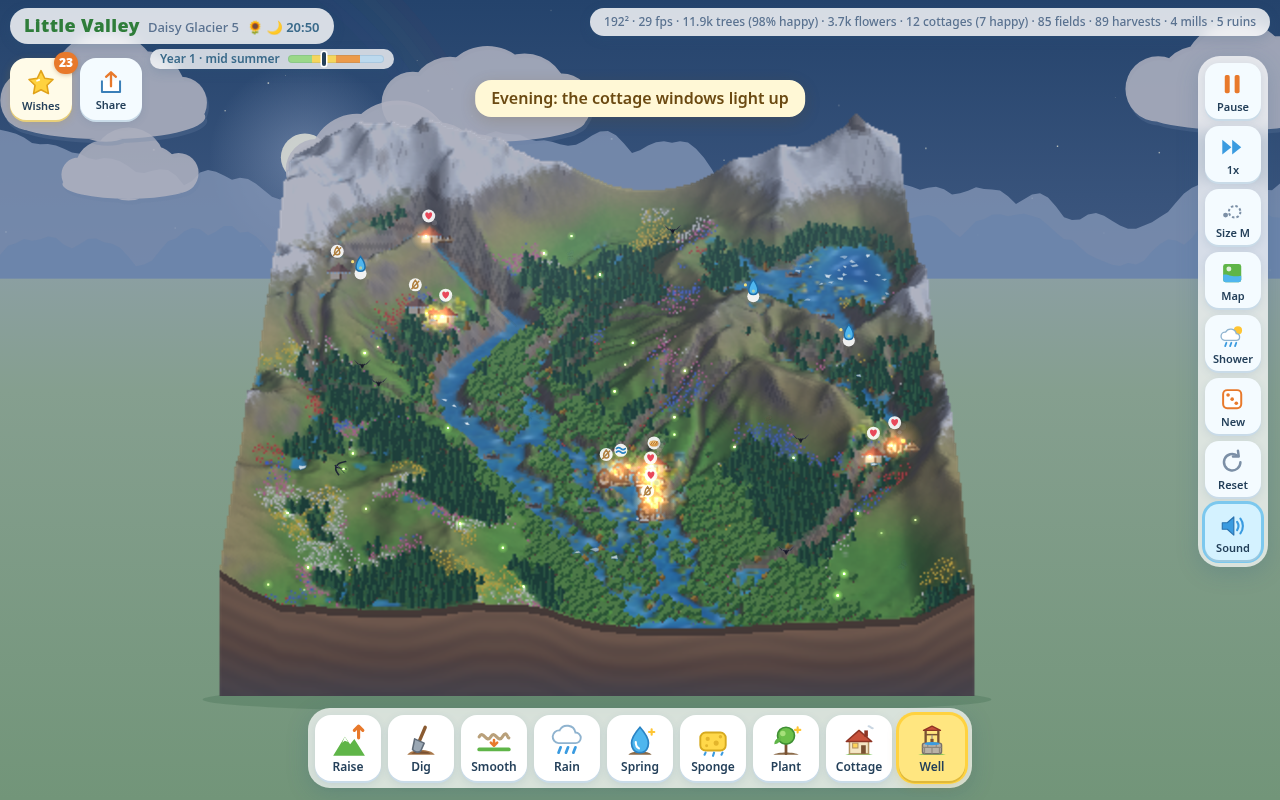 Little Valley Daisy Glacier 5 20:50
192² · 29 fps · 11.9k trees (98% happy) · 3.7k flowers · 12 cottages (7 happy) · 85 fields · 89 harvests · 4 mills · 5 ruins
Year 1 · mid summer
23
Wishes
Share
Evening: the cottage windows light up
Pause
1x
Size M
Map
Shower
New
Reset
Sound
Raise
Dig
Smooth
Rain
Spring
Sponge
Plant
Cottage
Well